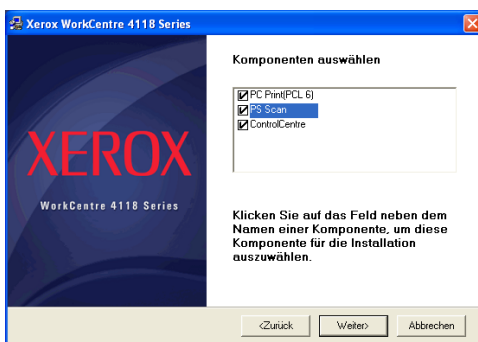 Xerox WorkCentre 4118 Series
Komponenten auswählen
PC Print(PCL 6)
PS Scan
ControlCentre
XEROX
WorkCentre 4118 Series
Klicken Sie auf das Feld neben dem
Namen einer Komponente, um diese
Komponente für die Installation
auszuwählen.
<Zurück
Weiter>
Abbrechen